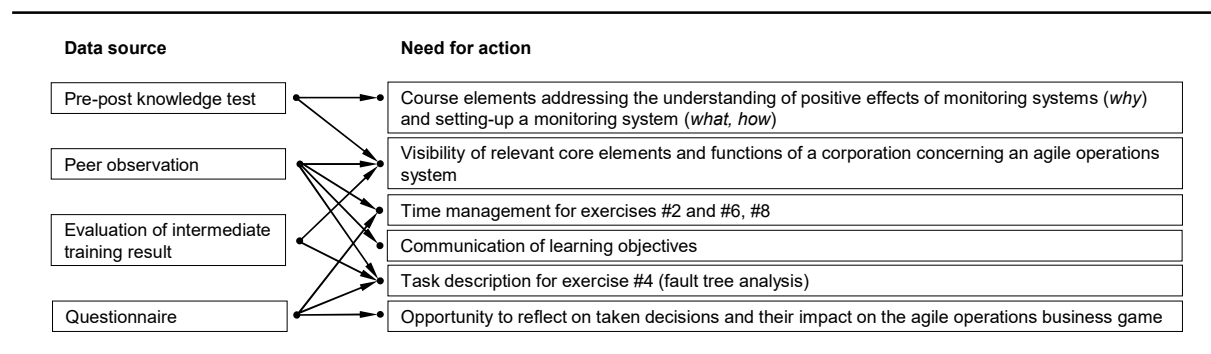 Data source
Need for action
Pre-post knowledge test
Course elements addressing the understanding of positive effects of monitoring systems (why)
and setting-up a monitoring system (what, how)
Peer observation
Visibility of relevant core elements and functions of a corporation concerning an agile operations
system
Time management for exercises #2 and #6, #8
Evaluation of intermediate
training result
Communication of learning objectives
Task description for exercise #4 (fault tree analysis)
Questionnaire
Opportunity to reflect on taken decisions and their impact on the agile operations business game